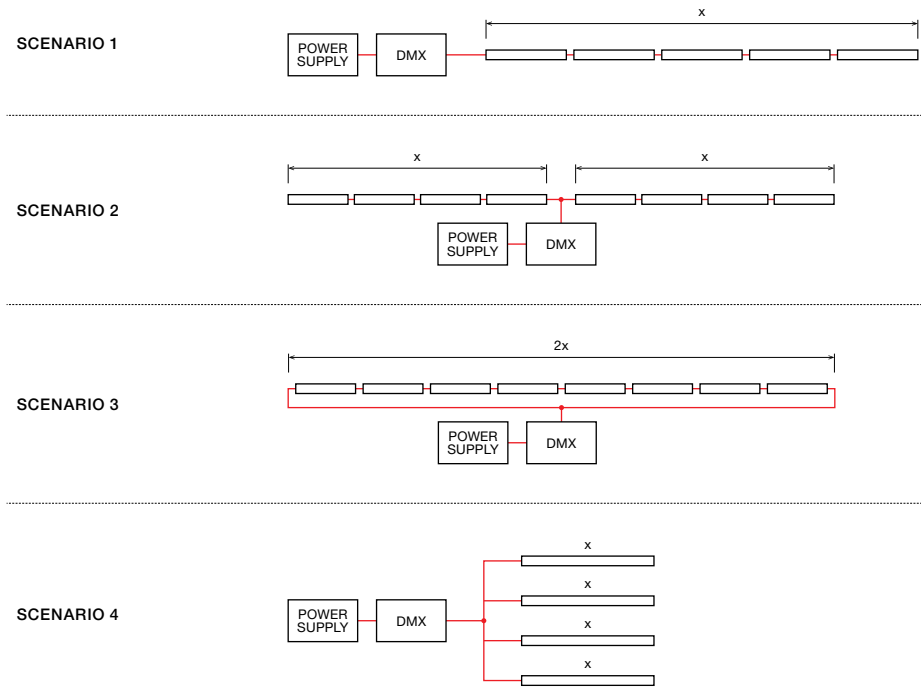 x
SCENARIO 1
POWER
SUPPLY
DMX
x
x
SCENARIO 2
POWER
SUPPLY
DMX
2x
SCENARIO 3
POWER
SUPPLY
DMX
x
x
SCENARIO 4
POWER
SUPPLY
DMX
x
x